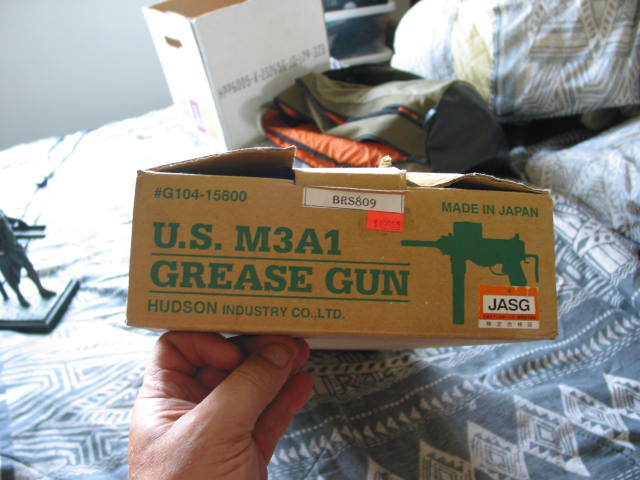 #G104-15800
BRS809
MADE IN JAPAN
U.S. M3A1
GREASE GUN
HUDSON INDUSTRY CO.,LTD.
JASG